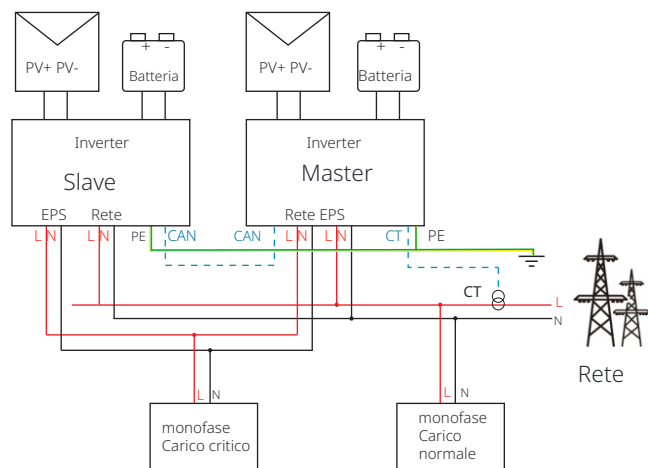 PV+ PV-
Batteria
+ -
PV+ PV-
Batteria
+ -
Inverter
Slave
EPS Rete
Inverter
Master
Rete EPS
L N
L N
PE
CAN
CAN
L N
L N
CT
PE
CT
L
N
Rete
L N
monofase
Carico critico
L N
monofase
Carico
normale